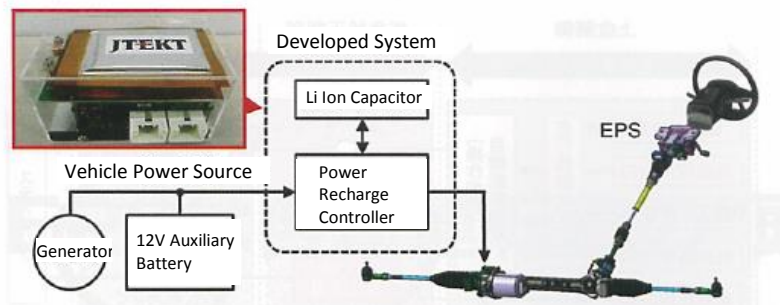 JTEKT
Developed System
Li Ion Capacitor
EPS
Vehicle Power Source
Power
Recharge
Controller
Generator
12V Auxiliary
Battery